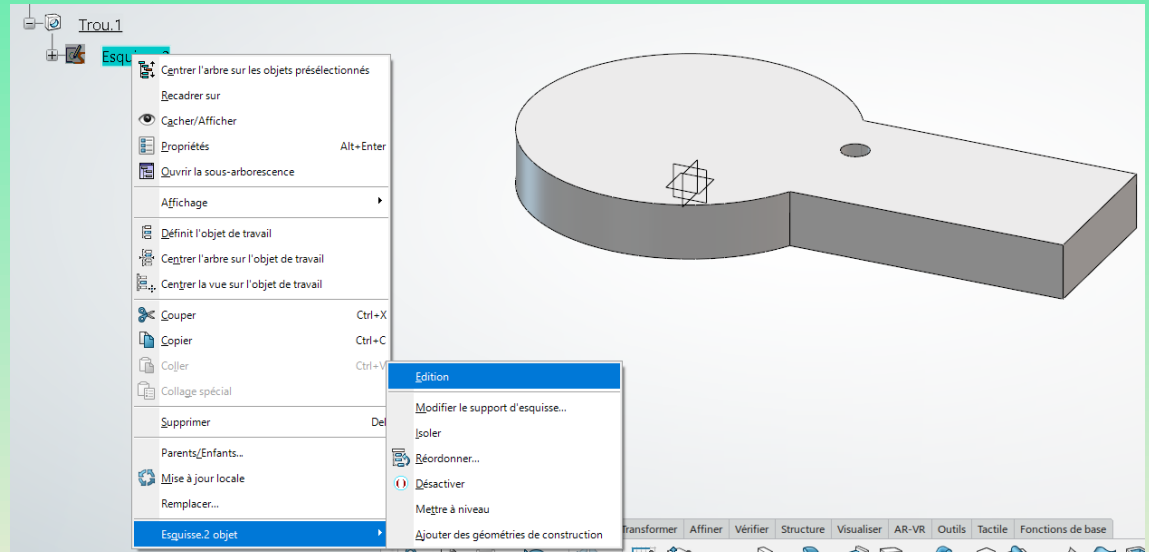 Trou.1
Centrer l'arbre sur les objets présélectionnés
Recadrer sur
Cacher/Afficher
Propriétés Alt+Enter
Ouvrir la sous-arborescence
Affichage
Définit l'objet de travail
Centrer l'arbre sur l'objet de travail
Centrer la vue sur l'objet de travail
Couper Ctrl+X
Copier Ctrl+C
Coller Ctrl+V
Collage spécial
Supprimer Del
Parents/Enfants...
Mise à jour locale
Remplacer...
Esquisse.2 objet
Edition
Modifier le support d'esquisse...
Isoler
Réordonner...
Désactiver
Mettre à niveau
Ajouter des géométries de construction
Transformer Affiner Vérifier Structure Visualiser AR-VR Outils Tactile Fonctions de base